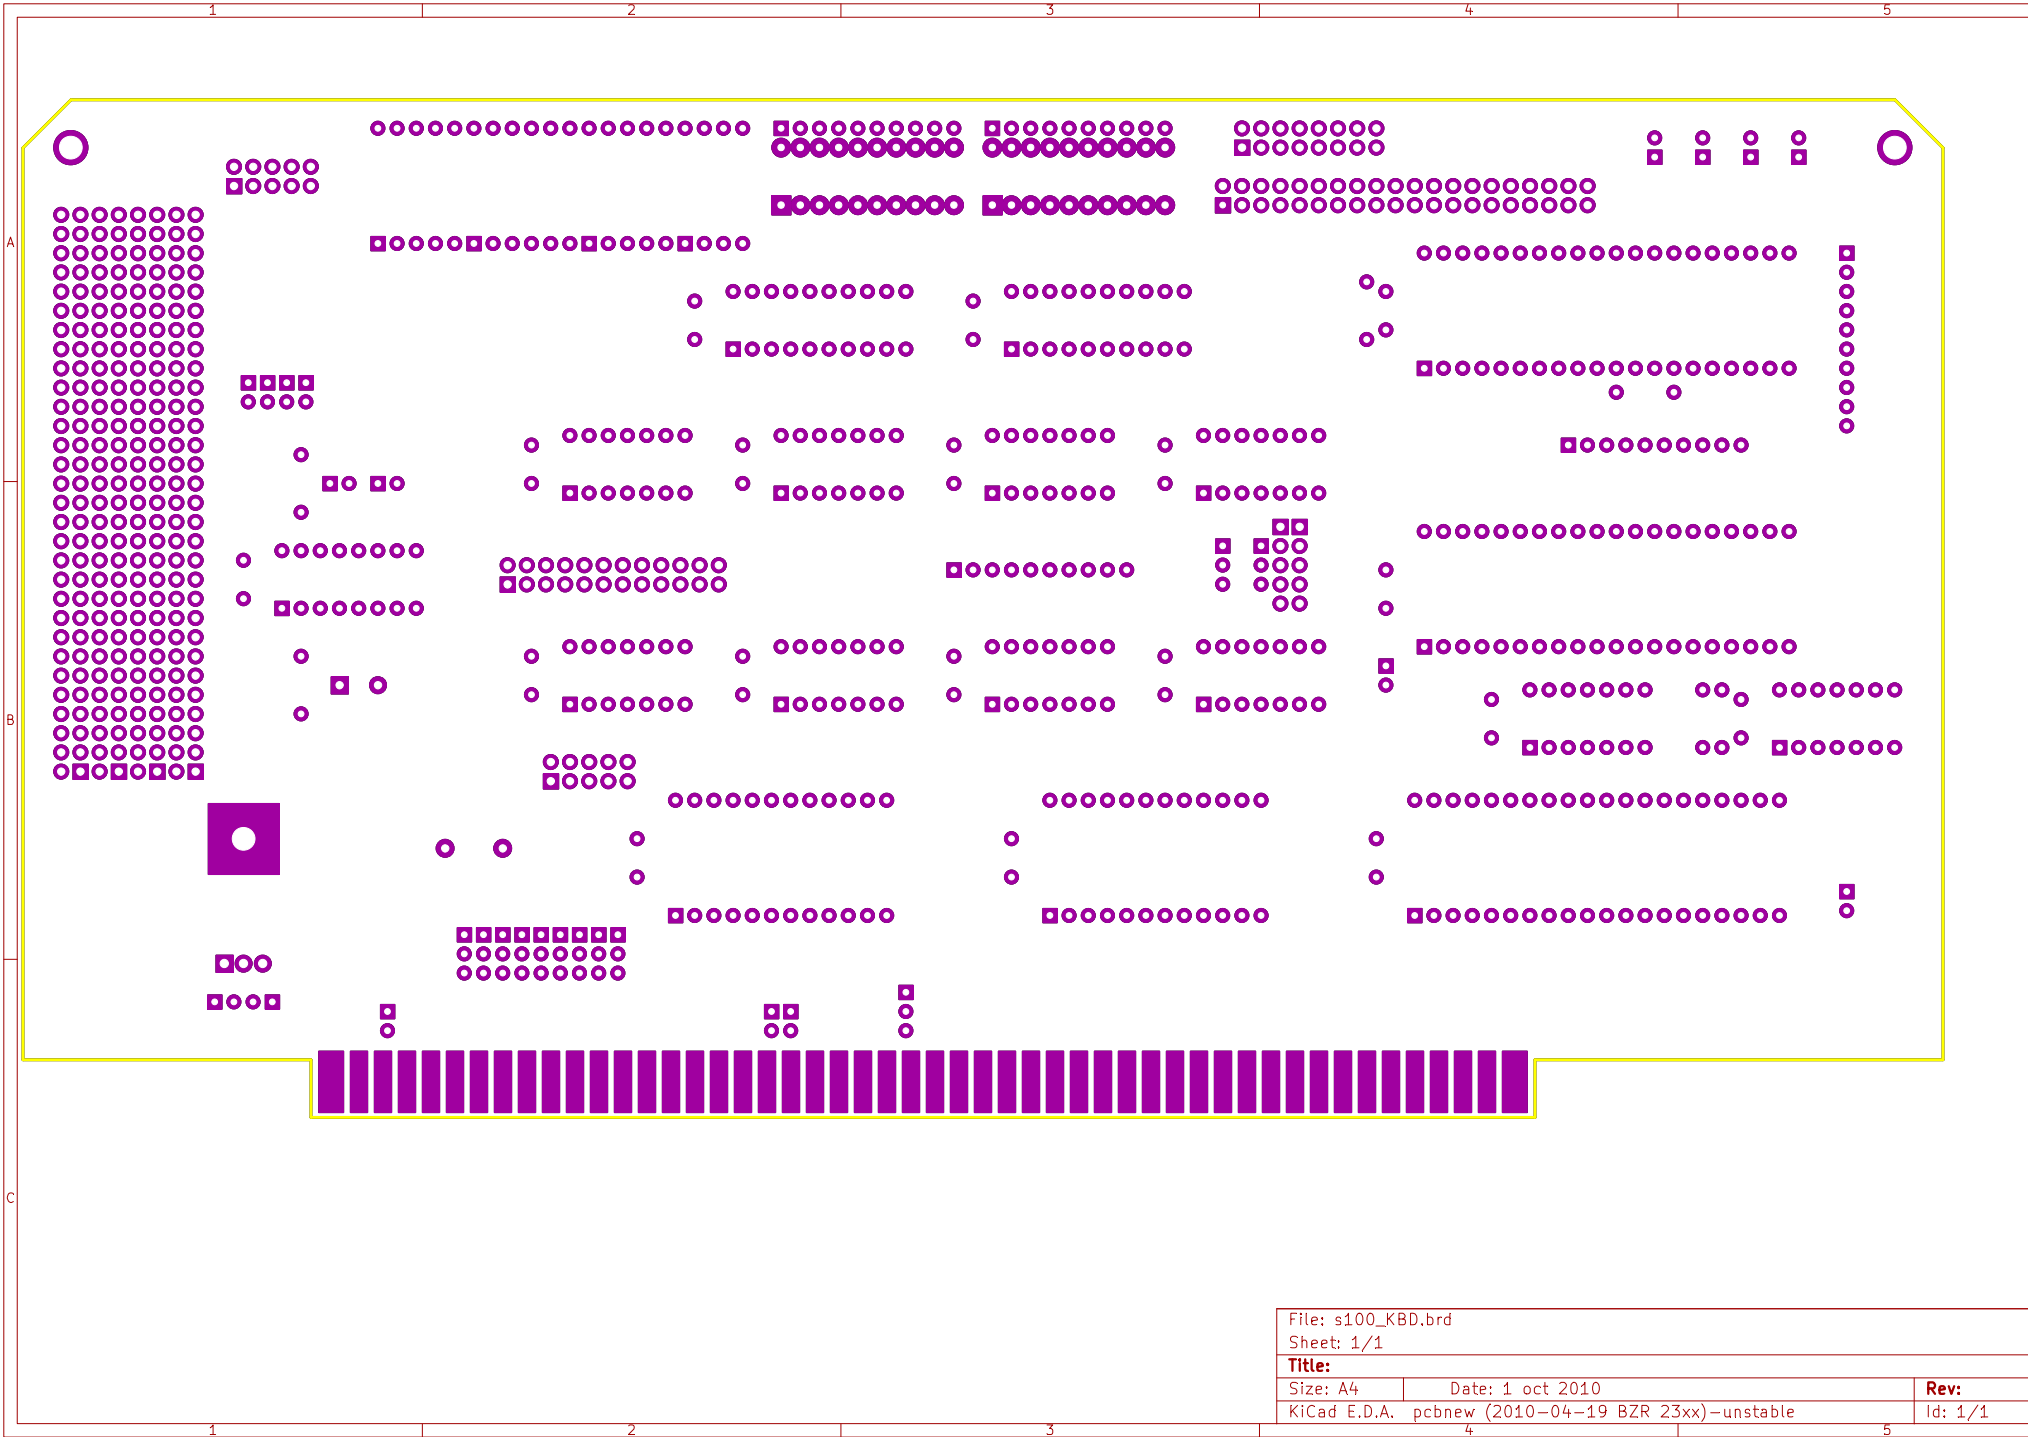 1 2 3 4 5
A
B
C
File: s100_KBD.brd
Sheet: 1/1
Title:
Size: A4 Date: 1 oct 2010 Rev:
KiCad E.D.A. pcbnew (2010-04-19 BZR 23xx)-unstable Id: 1/1
1 2 3 4 5